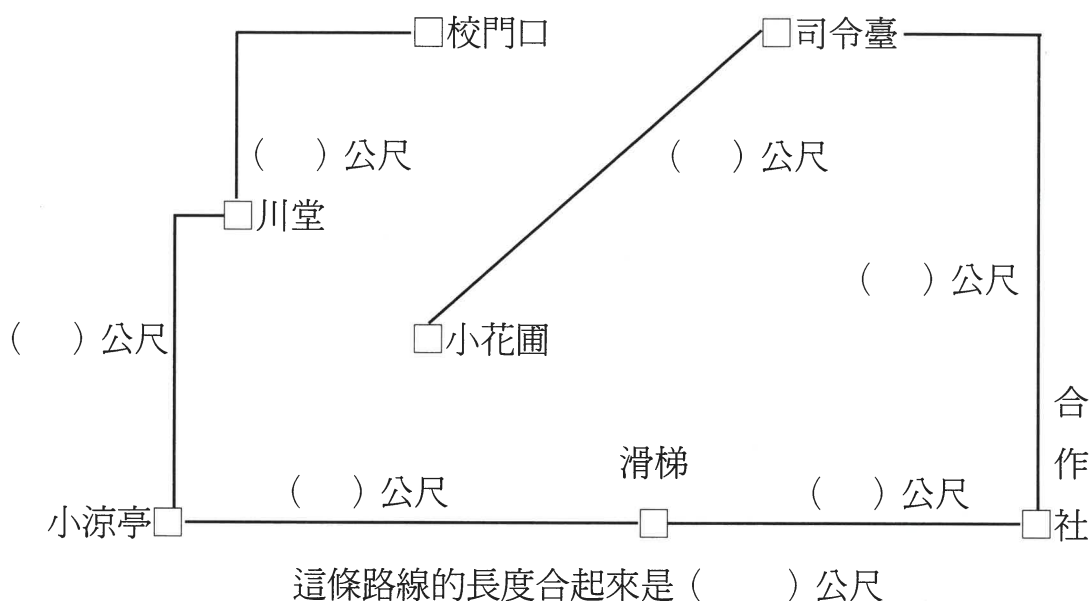 □校門口
□司令臺
( )公尺
( )公尺
□川堂
( )公尺
( )公尺
□小花圃
合作社
滑梯
( )公尺
( )公尺
小涼亭□
這條路線的長度合起來是( )公尺